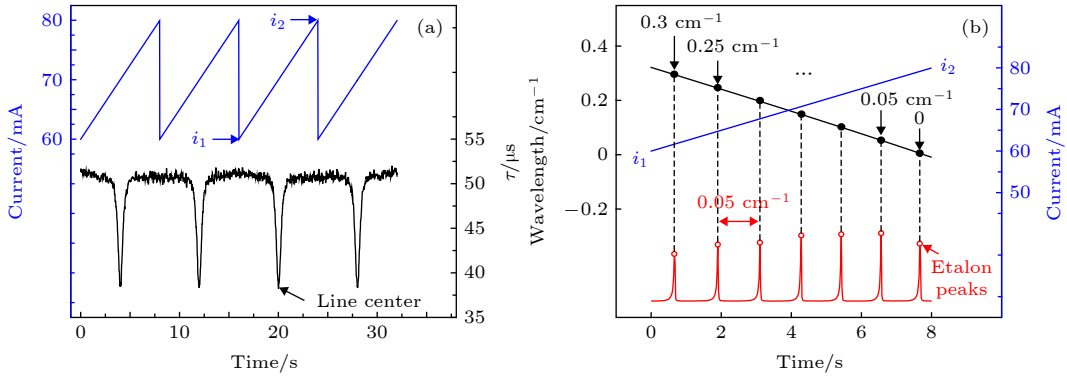 80
70
60
Current/mA
i₂
i₁
(a)
55
50
45
40
35
τ/μs
Line center
0
10
20
30
Time/s
0.4
0.2
0
−0.2
Wavelength/cm⁻¹
0.3 cm⁻¹
0.25 cm⁻¹
...
(b)
i₂
0.05 cm⁻¹
0
i₁
0.05 cm⁻¹
Etalon
peaks
80
70
60
50
Current/mA
0
2
4
6
8
Time/s